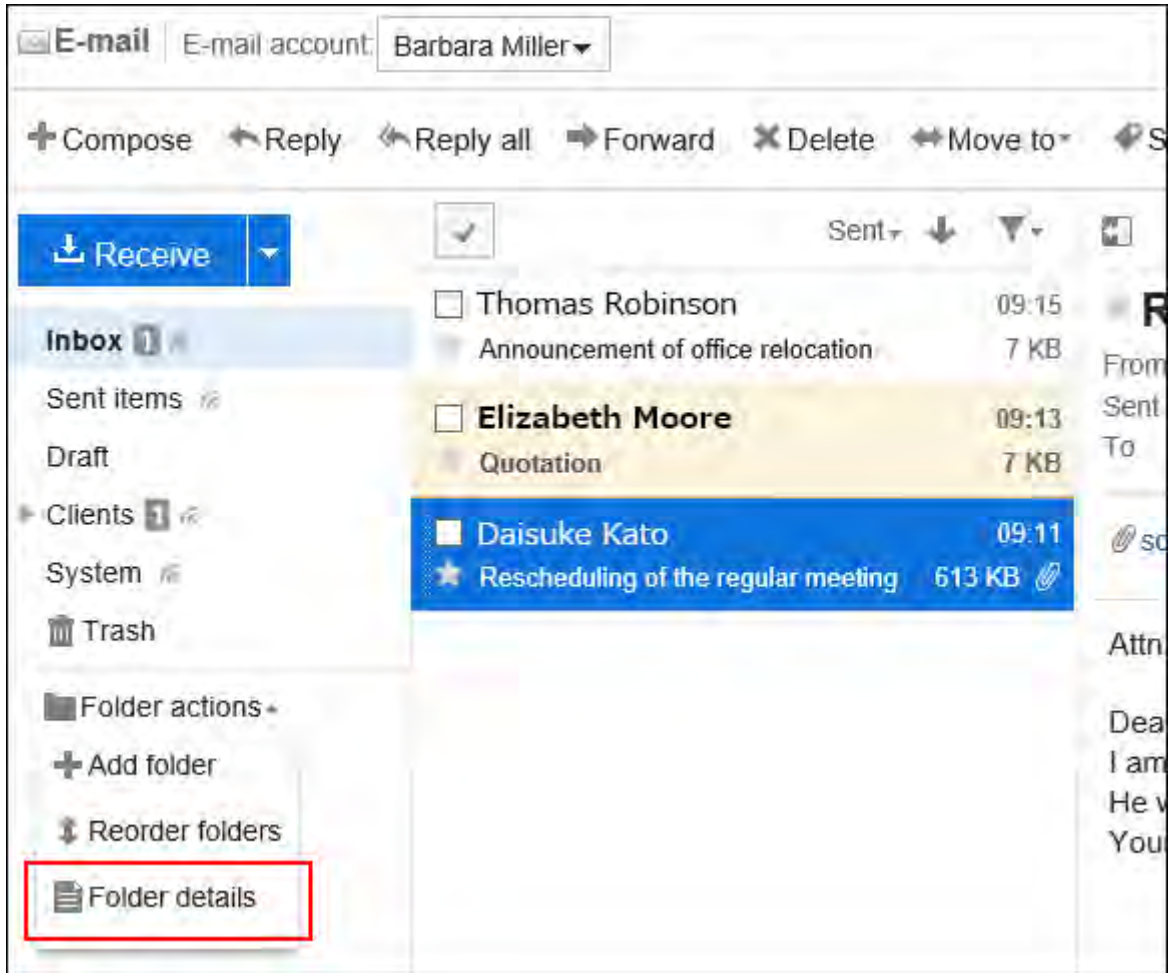 E-mail E-mail account: Barbara Miller
Compose Reply Reply all Forward Delete Move to S
Receive
Sent
Inbox 1
Sent items
Draft
Clients 1
System
Trash
Folder actions
Add folder
Reorder folders
Folder details
Thomas Robinson 09:15
Announcement of office relocation 7 KB
Elizabeth Moore 09:13
Quotation 7 KB
Daisuke Kato 09:11
Rescheduling of the regular meeting 613 KB
R
From
Sent
To
sc
Attn.
Dea
I am
He w
Your